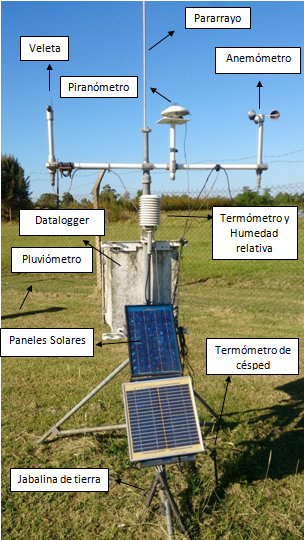 Pararrayo
Veleta
Anemómetro
Piranómetro
Datalogger
Termómetro y
Humedad
relativa
Pluviómetro
Paneles Solares
Termómetro de
césped
Jabalina de tierra